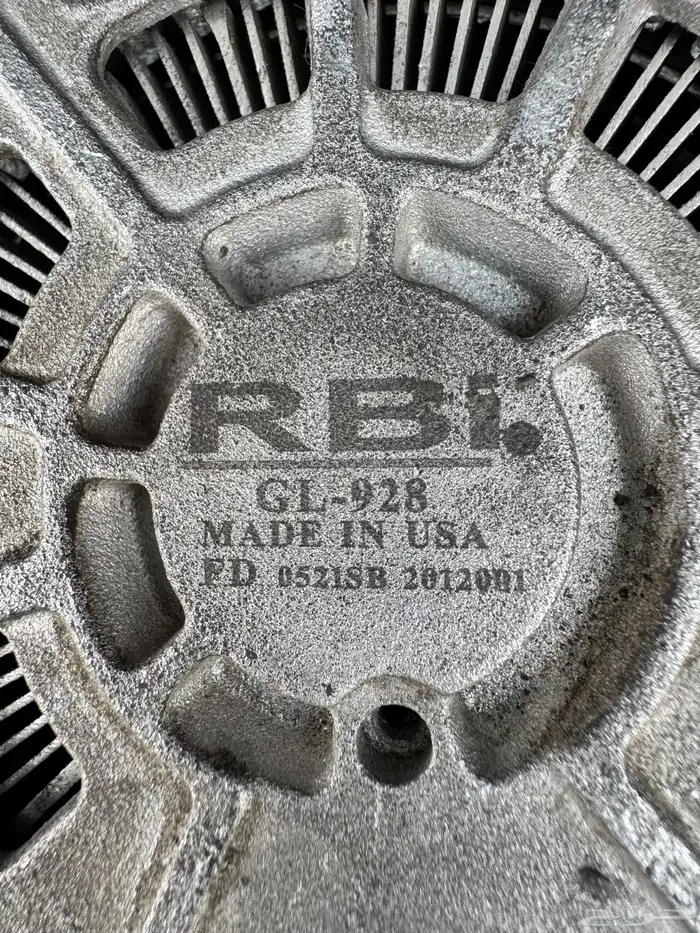 RBi.
GL-928
MADE IN USA
FD 0521SB 2012001